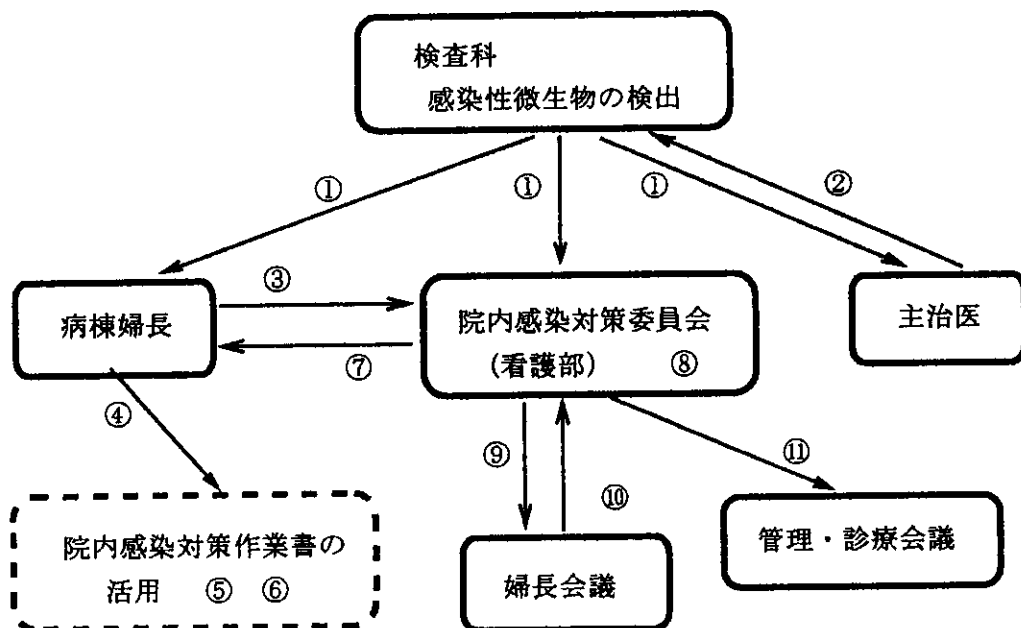 検査科
感染性微生物の検出
① ① ① ②
病棟婦長
③
⑦
院内感染対策委員会
(看護部) ⑧
主治医
④
⑨ ⑩ ⑪
院内感染対策作業書の
活用 ⑤ ⑥
婦長会議
管理・診療会議